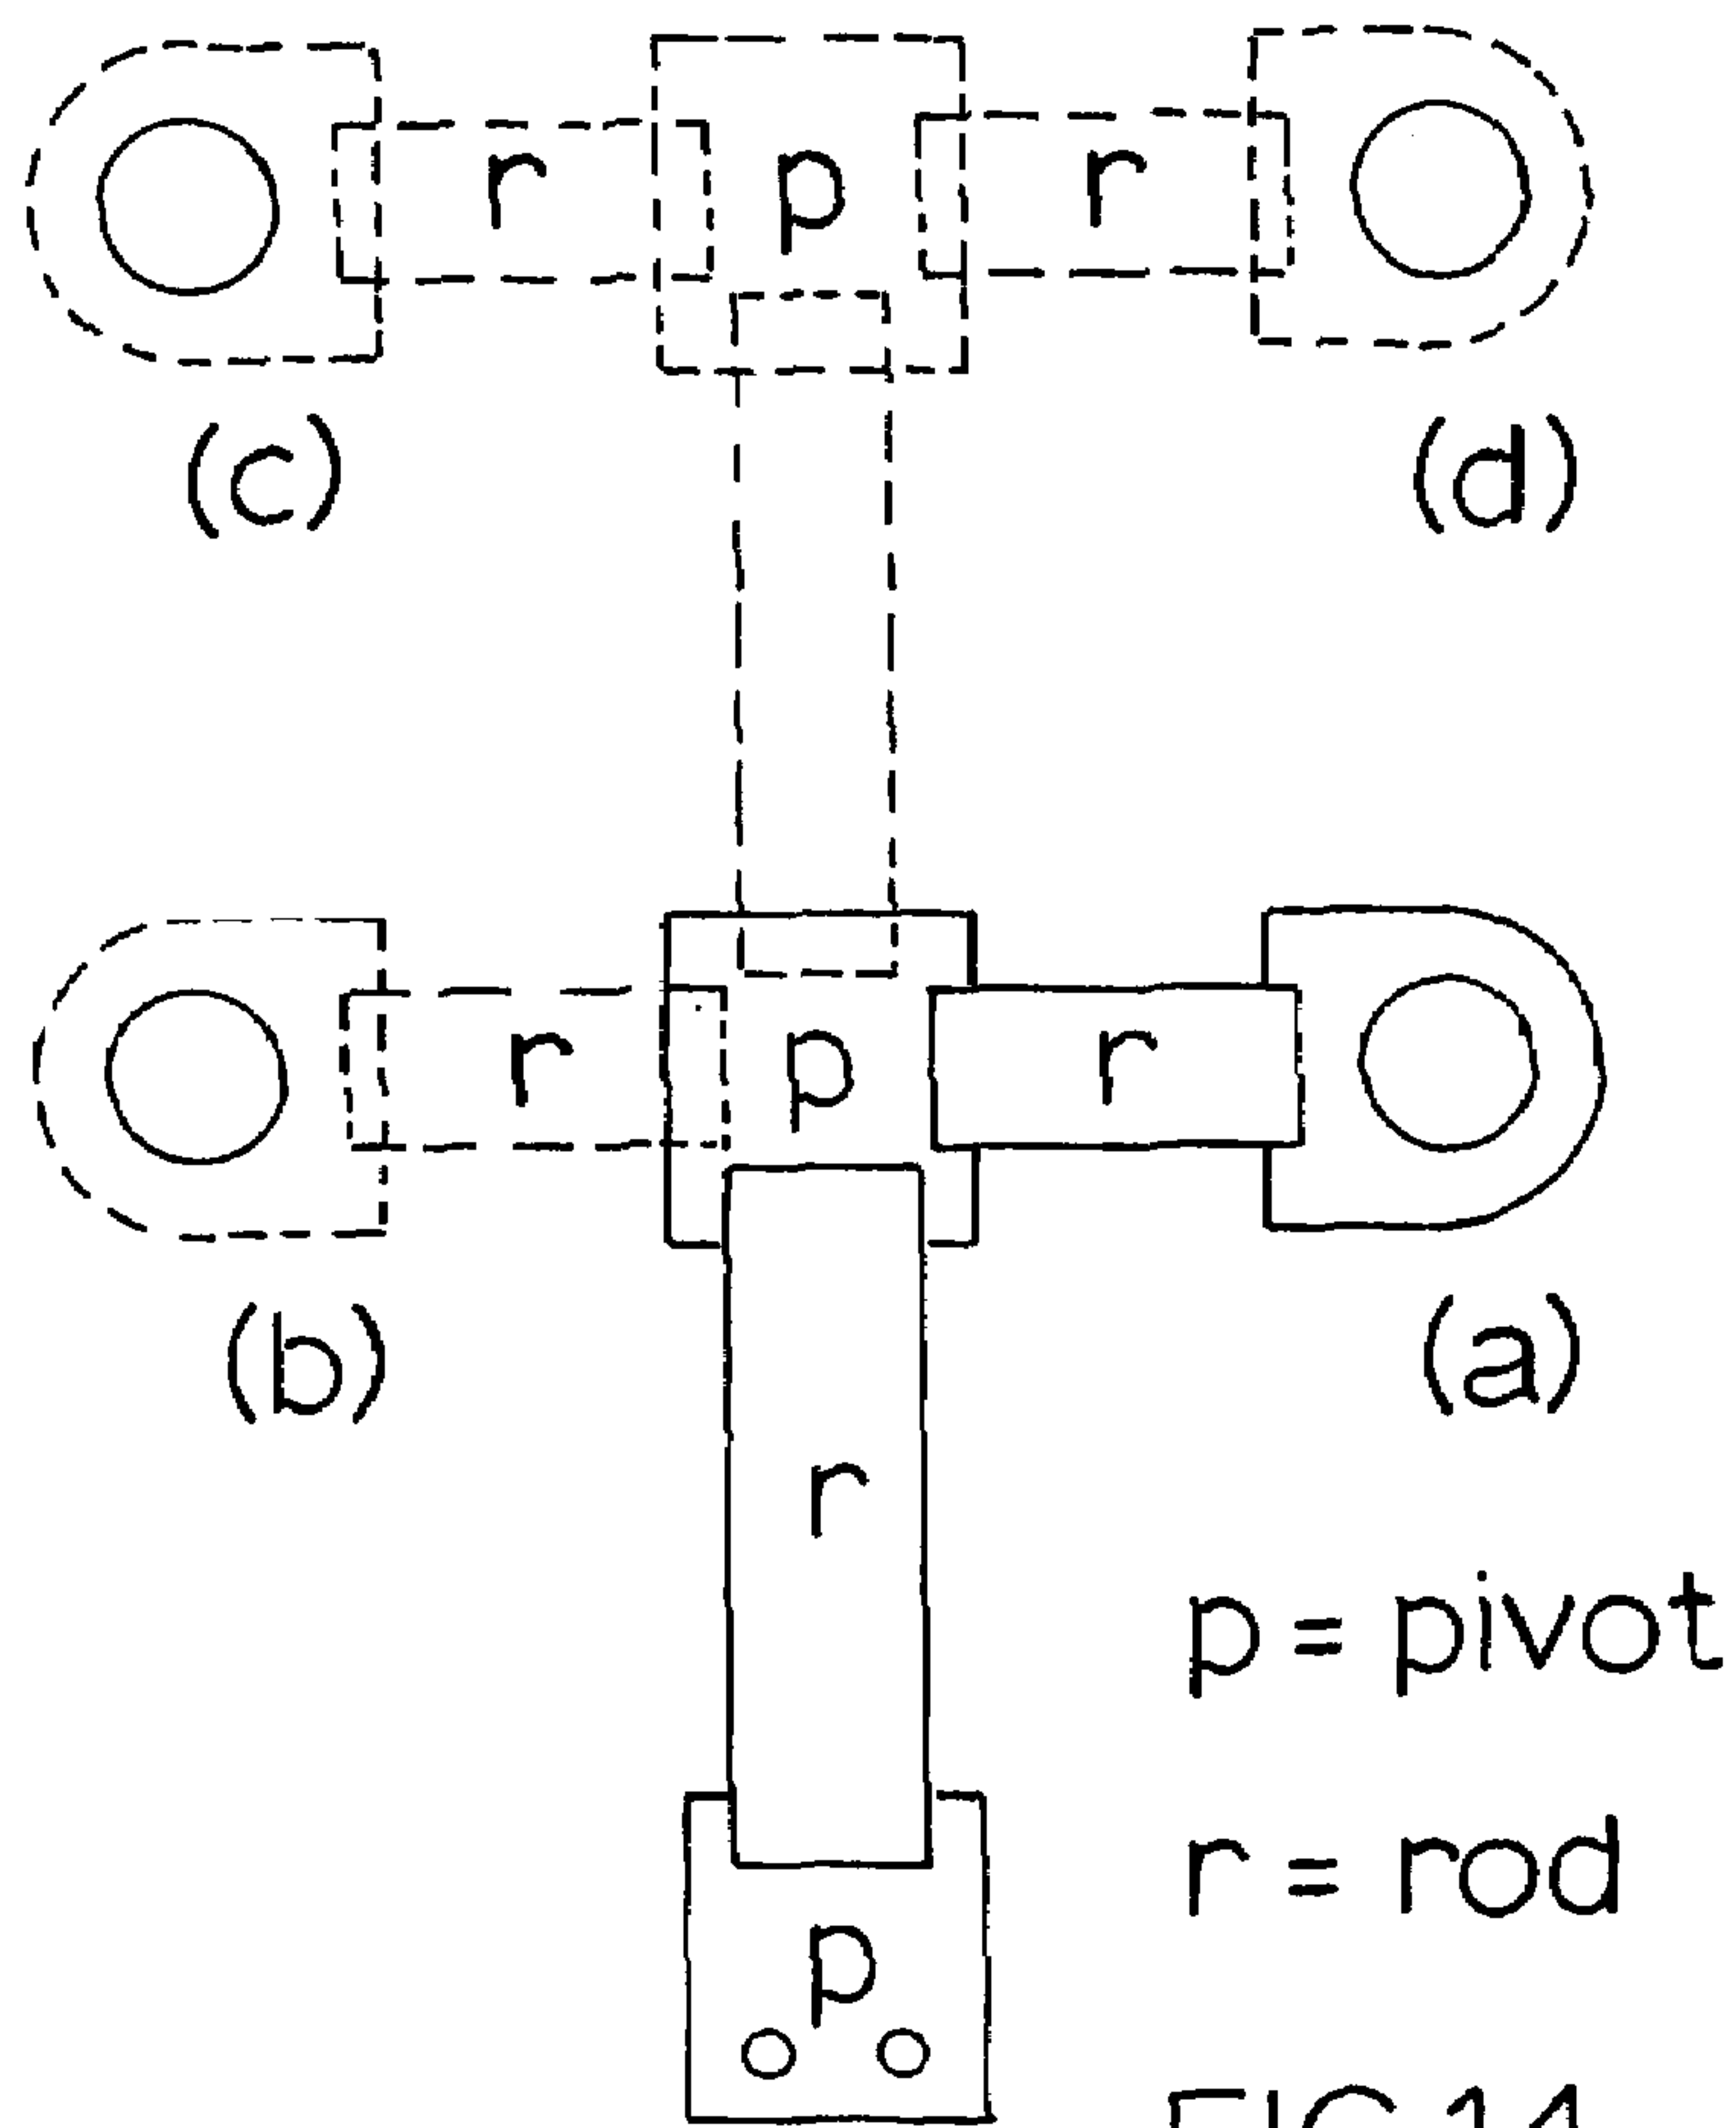 r p r
(c) (d)
r p r
(b) (a)
r
p = pivot
r = rod
p